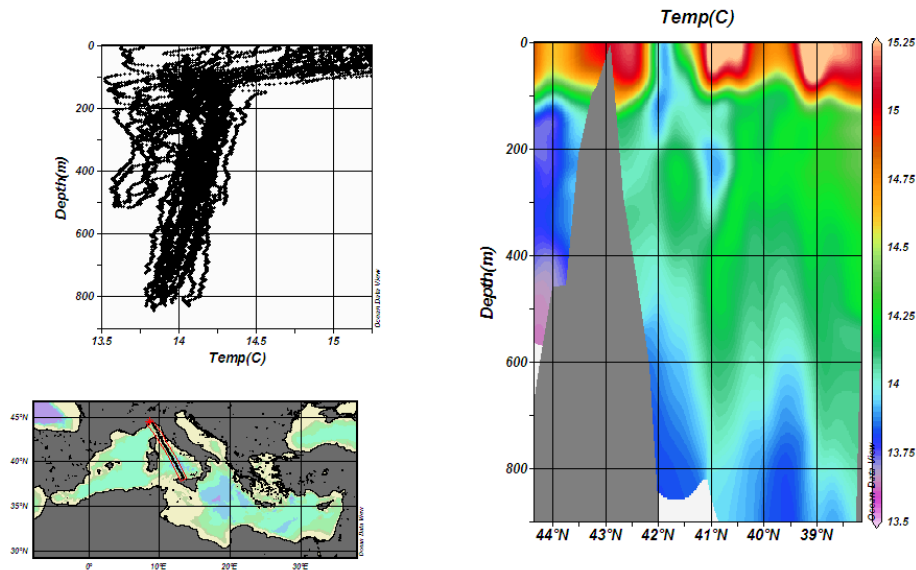 0
200
400
600
800
Depth(m)
13.5 14 14.5 15
Temp(C)
Ocean Data View
45°N
40°N
35°N
30°N
0° 10°E 20°E 30°E
Ocean Data View
Temp(C)
0
200
400
600
800
Depth(m)
44°N 43°N 42°N 41°N 40°N 39°N
15.25
15
14.75
14.5
14.25
14
13.75
13.5
Ocean Data View